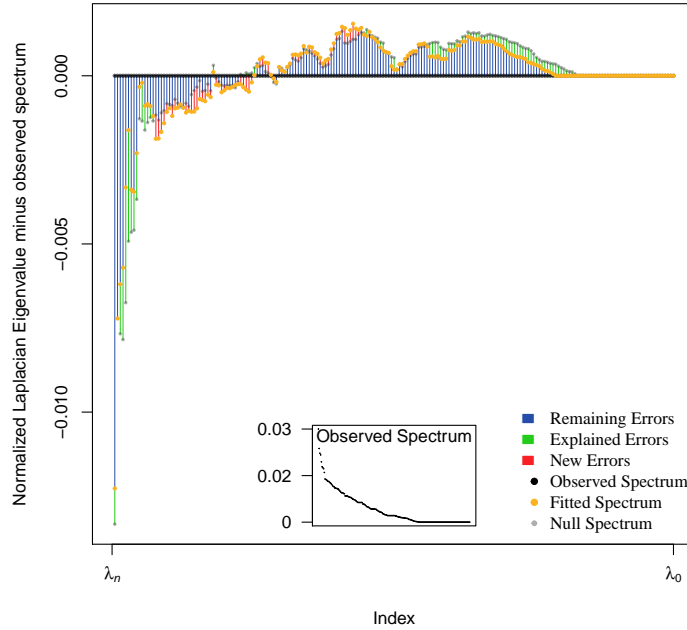 Normalized Laplacian Eigenvalue minus observed spectrum
0.000
−0.005
−0.010
0.03
0.02
0
Observed Spectrum
Remaining Errors
Explained Errors
New Errors
Observed Spectrum
Fitted Spectrum
Null Spectrum
λn
λ0
Index